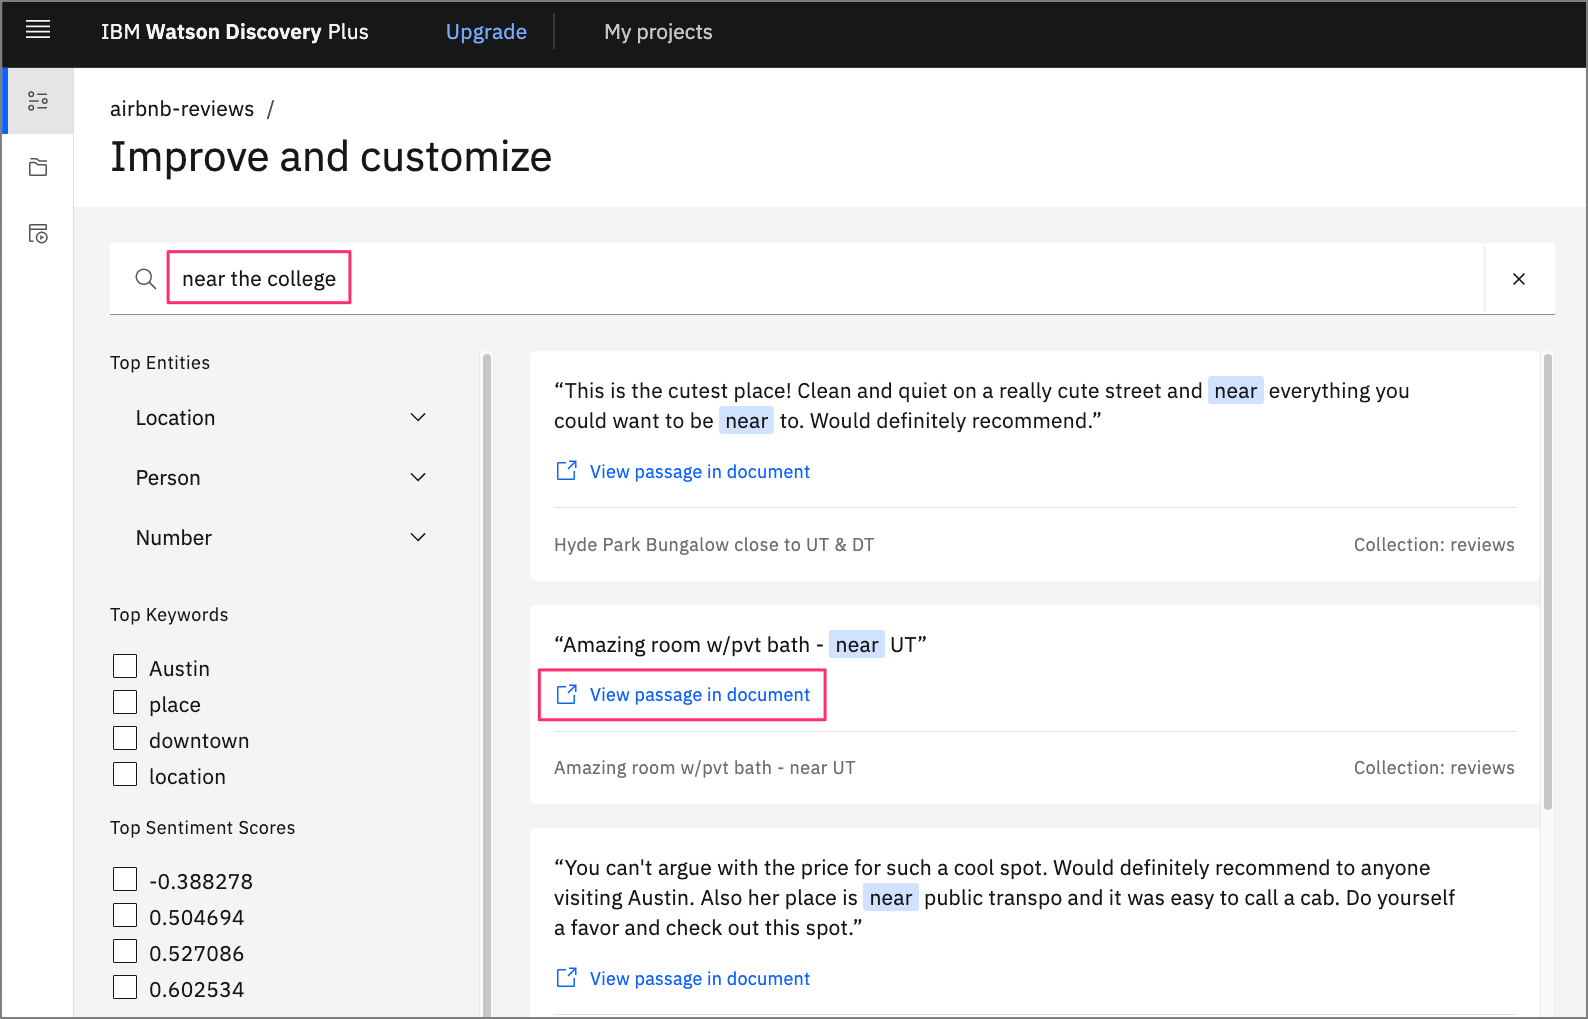 IBM Watson Discovery Plus
Upgrade
My projects
airbnb-reviews /
Improve and customize
near the college
Top Entities
Location
Person
Number
Top Keywords
Austin
place
downtown
location
Top Sentiment Scores
-0.388278
0.504694
0.527086
0.602534
“This is the cutest place! Clean and quiet on a really cute street and near everything you
could want to be near to. Would definitely recommend.”
View passage in document
Hyde Park Bungalow close to UT & DT
Collection: reviews
“Amazing room w/pvt bath - near UT”
View passage in document
Amazing room w/pvt bath - near UT
Collection: reviews
“You can't argue with the price for such a cool spot. Would definitely recommend to anyone
visiting Austin. Also her place is near public transpo and it was easy to call a cab. Do yourself
a favor and check out this spot.”
View passage in document